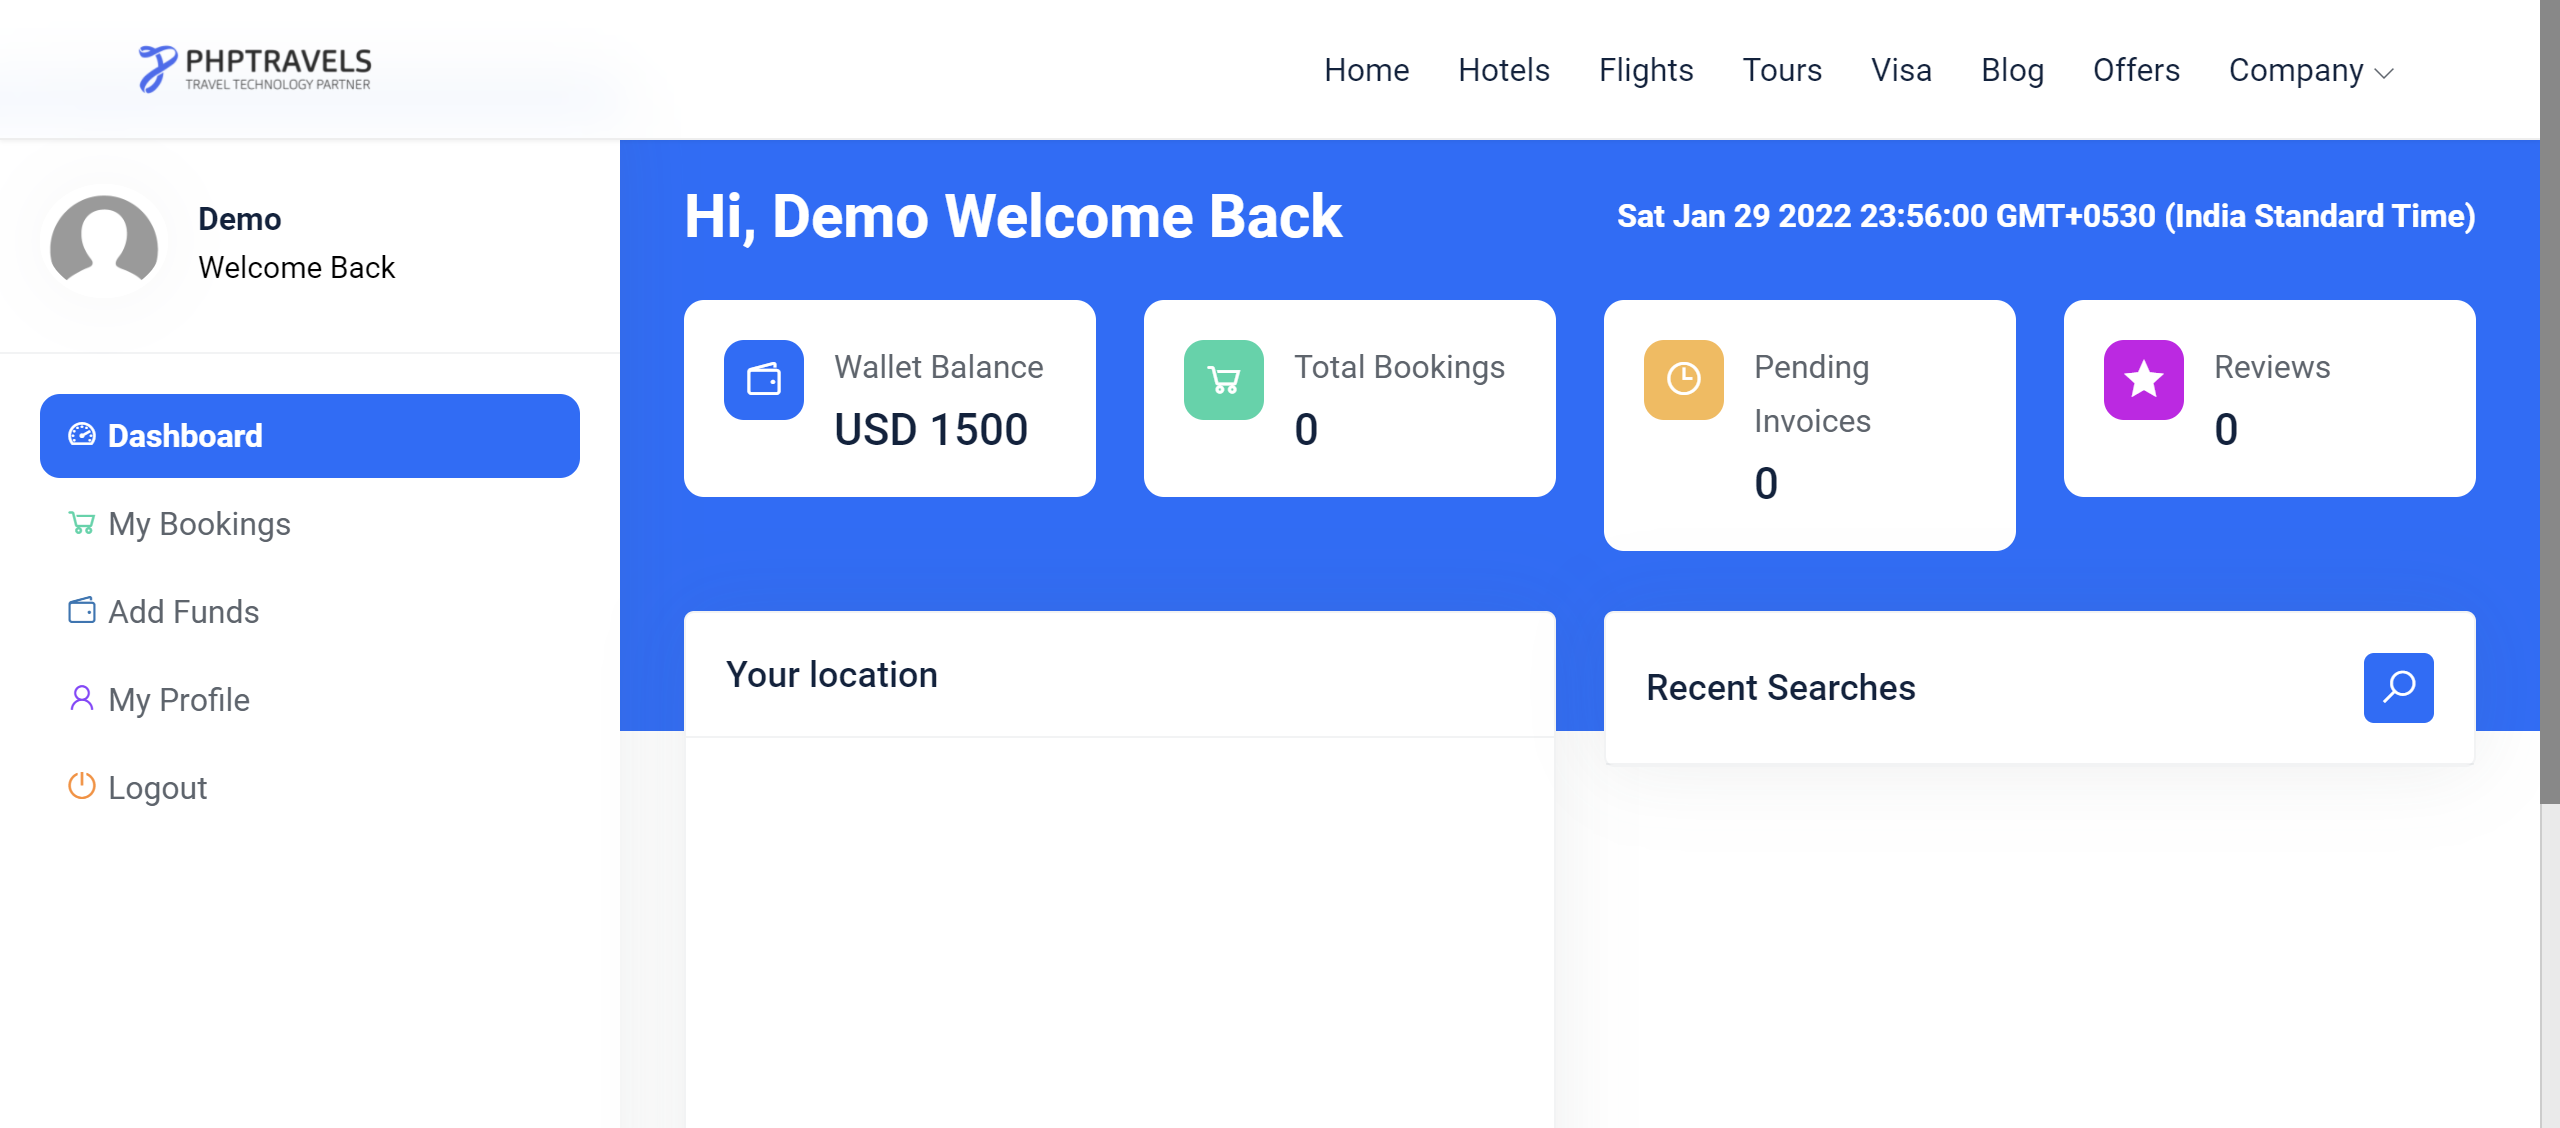 PHPTRAVELS
TRAVEL TECHNOLOGY PARTNER
Home Hotels Flights Tours Visa Blog Offers Company
Demo
Welcome Back
Dashboard
My Bookings
Add Funds
My Profile
Logout
Hi, Demo Welcome Back
Sat Jan 29 2022 23:56:00 GMT+0530 (India Standard Time)
Wallet Balance
USD 1500
Total Bookings
0
Pending
Invoices
0
Reviews
0
Your location
Recent Searches